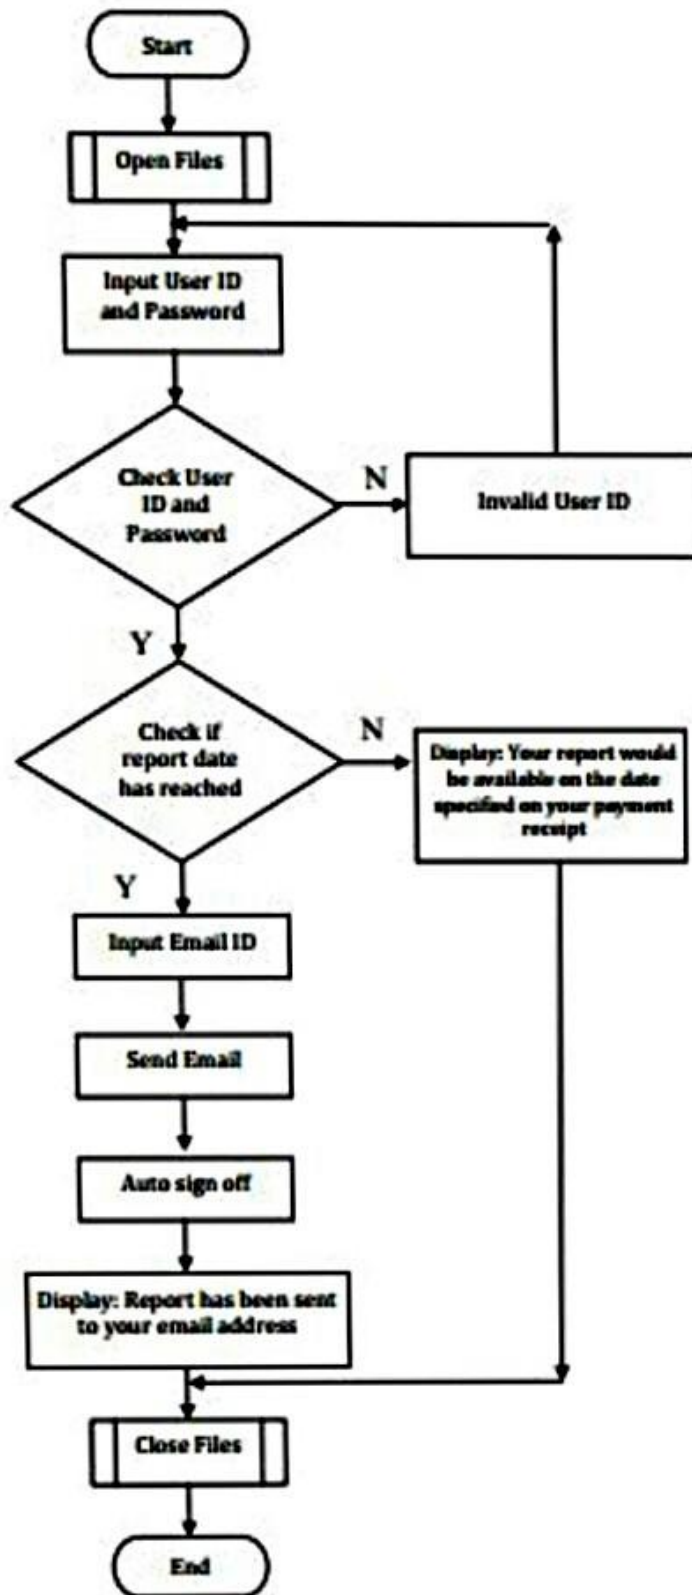 Start
Open Files
Input User ID
and Password
Check User
ID and
Password
N
Invalid User ID
Y
Check if
report date
has reached
N
Display: Your report would
be available on the date
specified on your payment
receipt
Y
Input Email ID
Send Email
Auto sign off
Display: Report has been sent
to your email address
Close Files
End